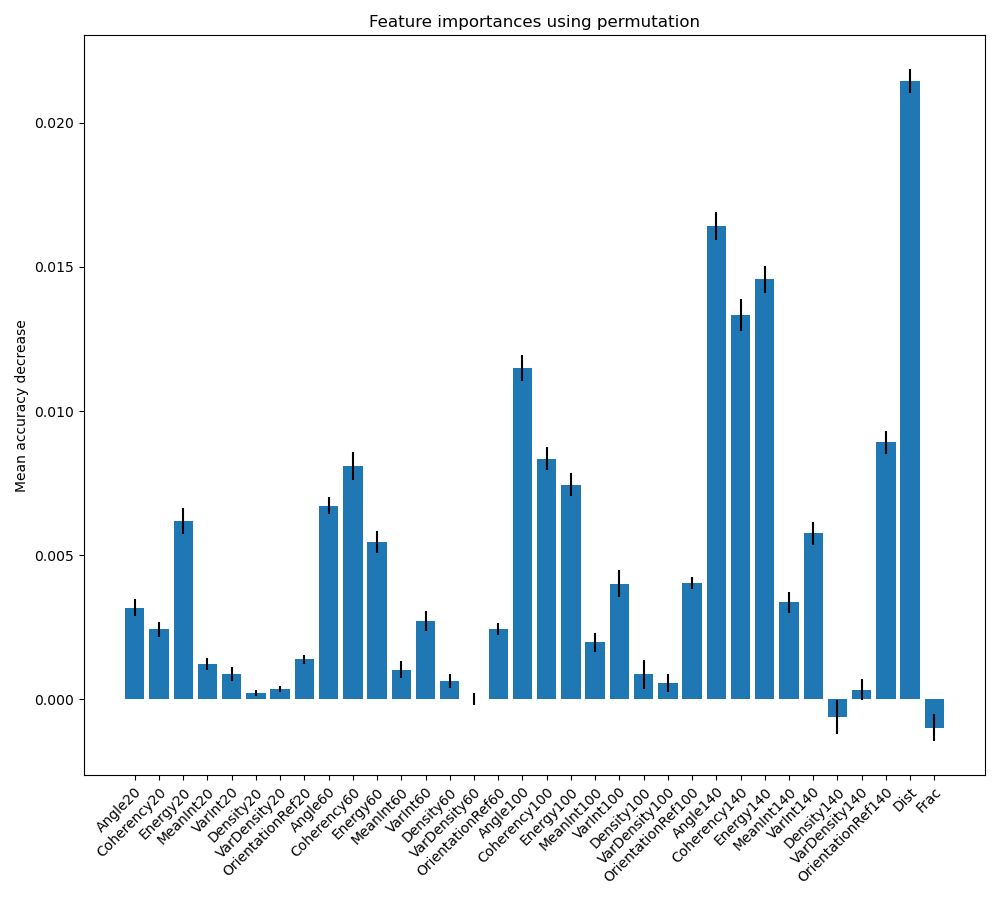 Feature importances using permutation
Mean accuracy decrease
0.020
0.015
0.010
0.005
0.000
Angle20
Coherency20
Energy20
MeanInt20
VarInt20
Density20
VarDensity20
OrientationRef20
Angle60
Coherency60
Energy60
MeanInt60
VarInt60
Density60
VarDensity60
OrientationRef60
Angle100
Coherency100
Energy100
MeanInt100
VarInt100
Density100
VarDensity100
OrientationRef100
Angle140
Coherency140
Energy140
MeanInt140
VarInt140
Density140
VarDensity140
OrientationRef140
Dist
Frac